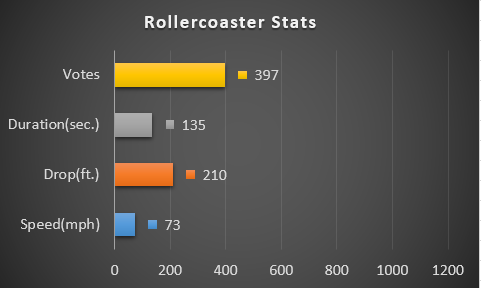 Rollercoaster Stats
Votes 397
Duration(sec.) 135
Drop(ft.) 210
Speed(mph) 73
0 200 400 600 800 1000 1200